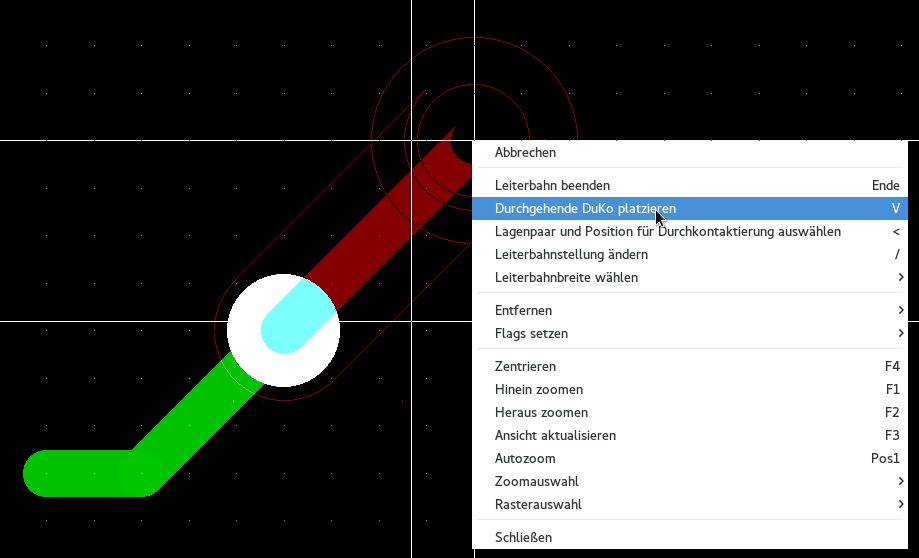 Abbrechen
Leiterbahn beenden Ende
Durchgehende DuKo platzieren V
Lagenpaar und Position für Durchkontaktierung auswählen <
Leiterbahnstellung ändern /
Leiterbahnbreite wählen
Entfernen
Flags setzen
Zentrieren F4
Hinein zoomen F1
Heraus zoomen F2
Ansicht aktualisieren F3
Autozoom Pos1
Zoomauswahl
Rasterauswahl
Schließen